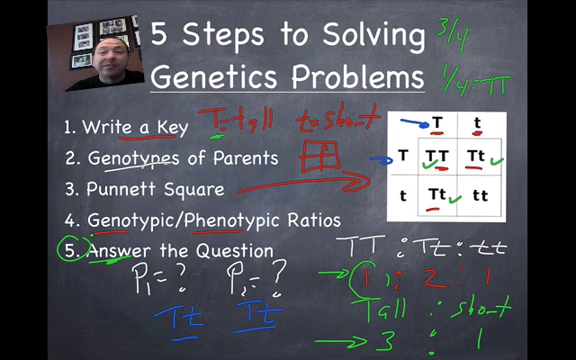 5 Steps to Solving
Genetics Problems
3/4
1/4 = TT
1. Write a Key T = tall t = short
2. Genotypes of Parents
3. Punnett Square
4. Genotypic/Phenotypic Ratios
5. Answer the Question
T t
T TT Tt
t Tt tt
P1 = ? P2 = ?
Tt Tt
TT : Tt : tt
1 : 2 : 1
Tall : short
3 : 1